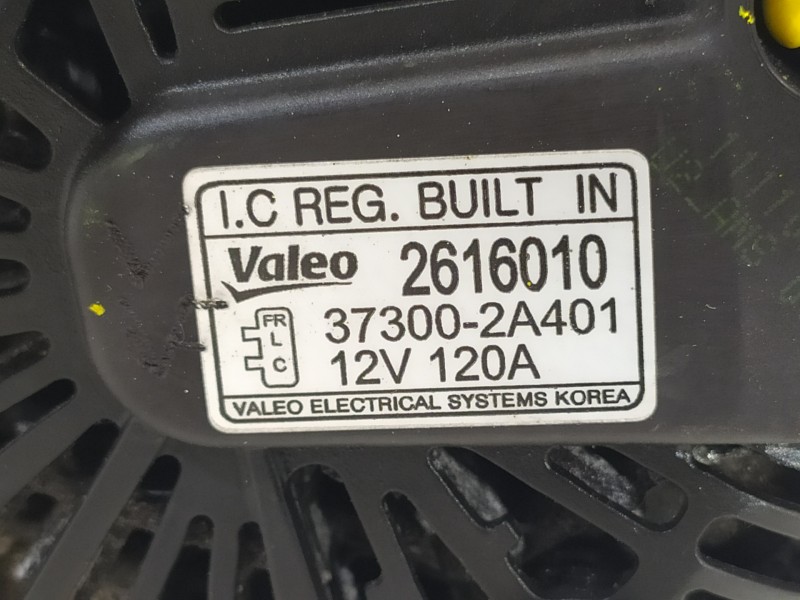 I.C REG. BUILT IN
Valeo 2616010
FR
L
C
37300-2A401
12V 120A
VALEO ELECTRICAL SYSTEMS KOREA